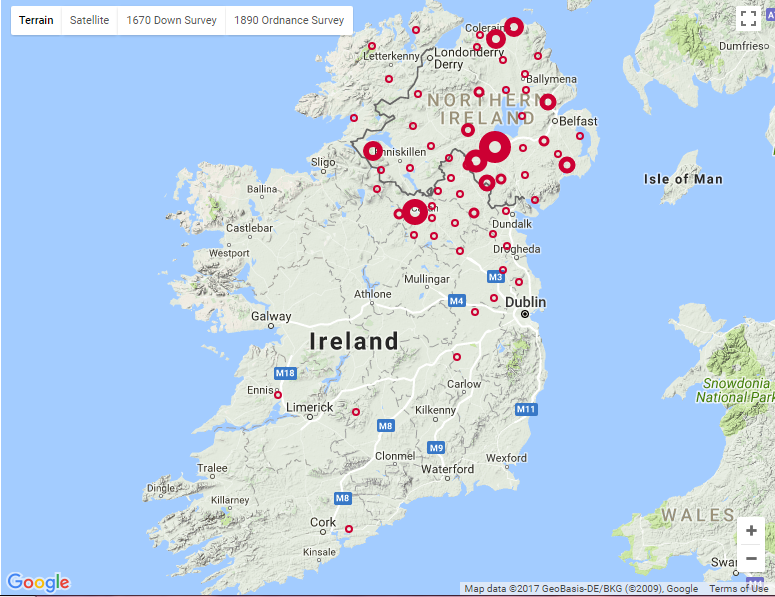 Terrain Satellite 1670 Down Survey 1890 Ordnance Survey
Coleraine
Dumfries
Letterkenny
Londonderry
Derry
Ballymena
NORTHERN
IRELAND
Belfast
Enniskillen
Sligo
Isle of Man
Ballina
Castlebar
Dundalk
Westport
Drogheda
Mullingar
M3
Athlone
M4
Dublin
Galway
Ireland
M18
Snowdonia
National Park
Ennis
Carlow
Limerick
Kilkenny
M11
M8
M9
Clonmel
Wexford
Tralee
Waterford
Dingle
Killarney
M8
WALES
Cork
Kinsale
+
−
Google
Map data ©2017 GeoBasis-DE/BKG (©2009), Google Terms of Use